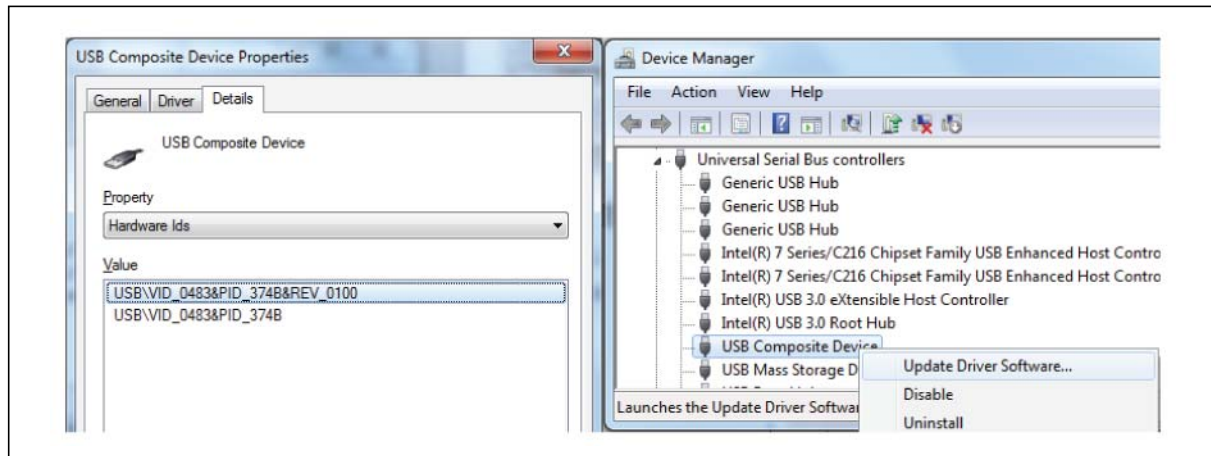 USB Composite Device Properties
General Driver Details
USB Composite Device
Property
Hardware Ids
Value
USB\VID_0483&PID_374B&REV_0100
USB\VID_0483&PID_374B
Device Manager
File Action View Help
Universal Serial Bus controllers
Generic USB Hub
Generic USB Hub
Generic USB Hub
Intel(R) 7 Series/C216 Chipset Family USB Enhanced Host Contro
Intel(R) 7 Series/C216 Chipset Family USB Enhanced Host Contro
Intel(R) USB 3.0 eXtensible Host Controller
Intel(R) USB 3.0 Root Hub
USB Composite Device
USB Mass Storage D
Launches the Update Driver Softwar
Update Driver Software...
Disable
Uninstall